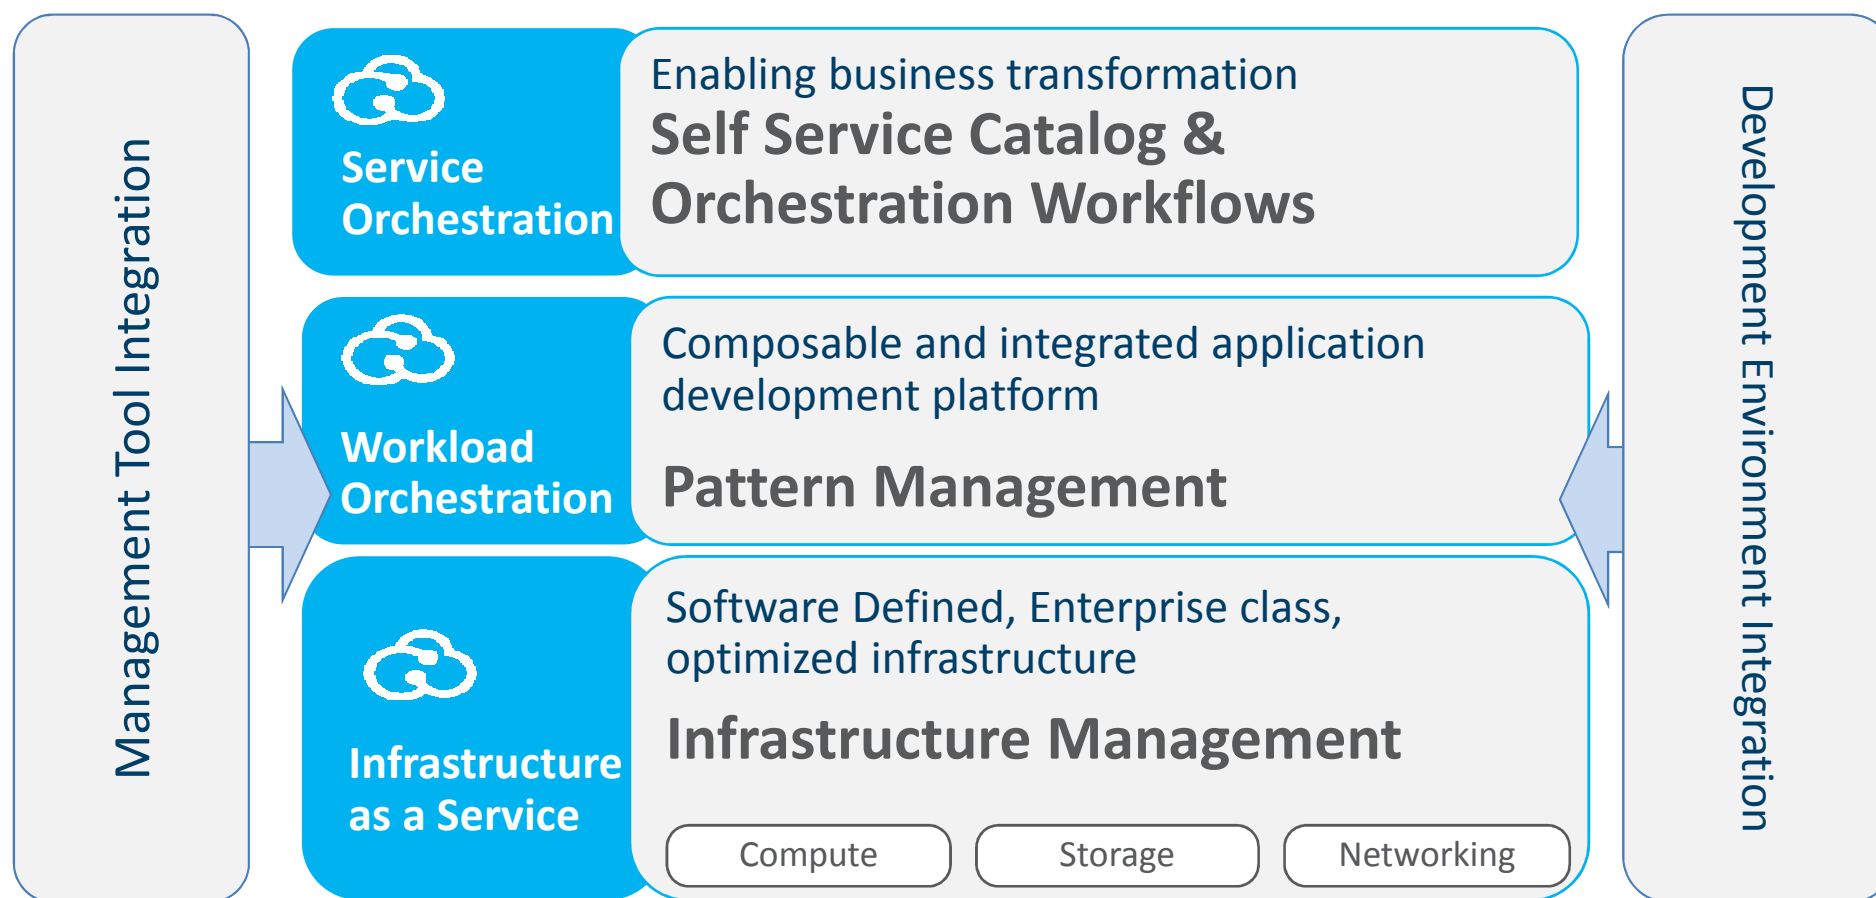 Management Tool Integration
Service
Orchestration
Enabling business transformation
Self Service Catalog &
Orchestration Workflows
Workload
Orchestration
Composable and integrated application
development platform
Pattern Management
Infrastructure
as a Service
Software Defined, Enterprise class,
optimized infrastructure
Infrastructure Management
Compute
Storage
Networking
Development Environment Integration